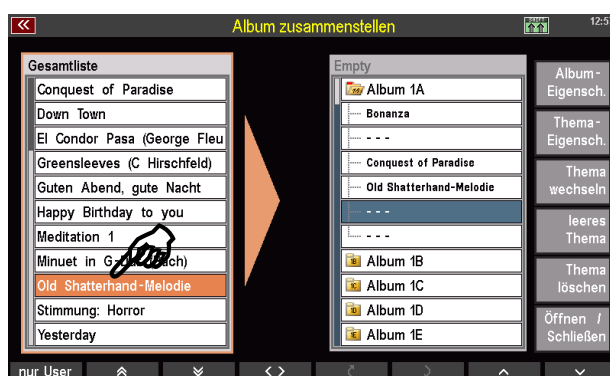 Album zusammenstellen
12:5
Gesamtliste
Conquest of Paradise
Down Town
El Condor Pasa (George Fleu
Greensleeves (C Hirschfeld)
Guten Abend, gute Nacht
Happy Birthday to you
Meditation 1
Minuet in G-
Old Shatterhand-Melodie
Stimmung: Horror
Yesterday
Empty
Album 1A
Bonanza
- - -
Conquest of Paradise
Old Shatterhand-Melodie
- - -
- - -
Album 1B
Album 1C
Album 1D
Album 1E
Album-
Eigensch.
Thema-
Eigensch.
Thema
wechseln
leeres
Thema
Thema
löschen
Öffnen /
Schließen
nur User